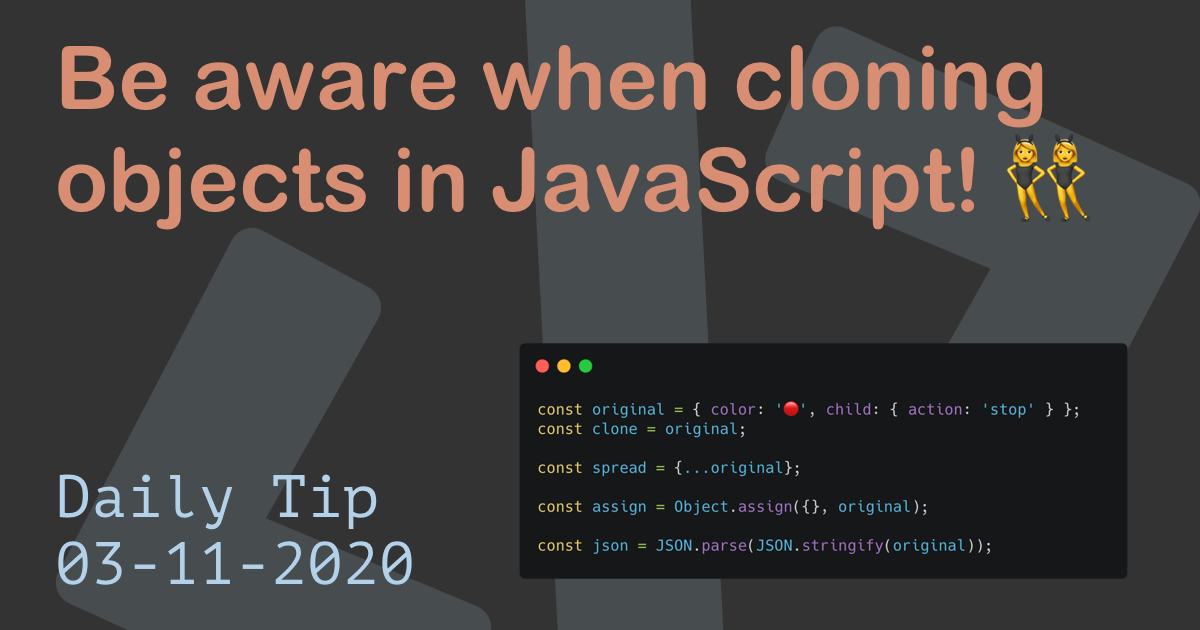 Be aware when cloning
objects in JavaScript! 👯
const original = { color: '🔴', child: { action: 'stop' } };
const clone = original;
const spread = {...original};
const assign = Object.assign({}, original);
const json = JSON.parse(JSON.stringify(original));
Daily Tip
03-11-2020